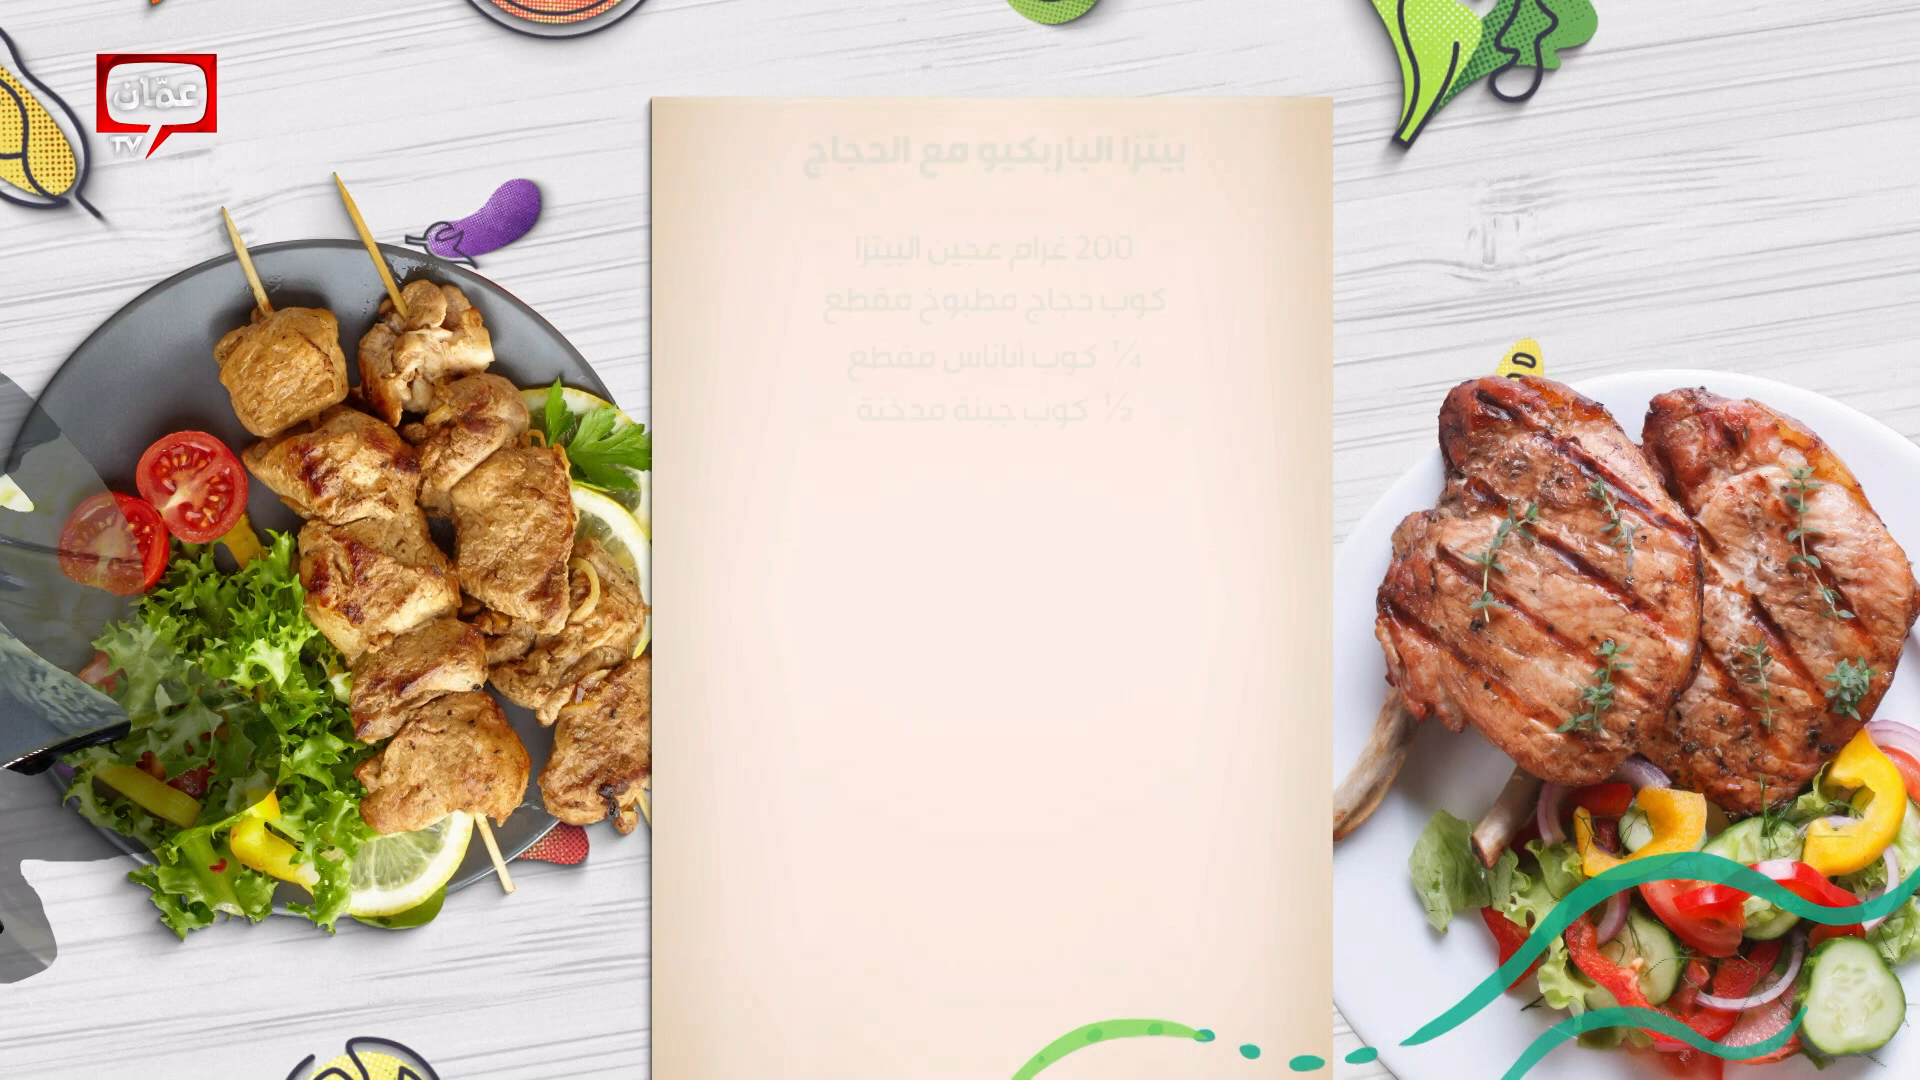 عمّان
TV
بيتزا الباربكيو مع الدجاج
200 غرام عجين البيتزا
كوب دجاج مطبوخ مقطع
¼ كوب أناناس مقطع
½ كوب جبنة مدخنة